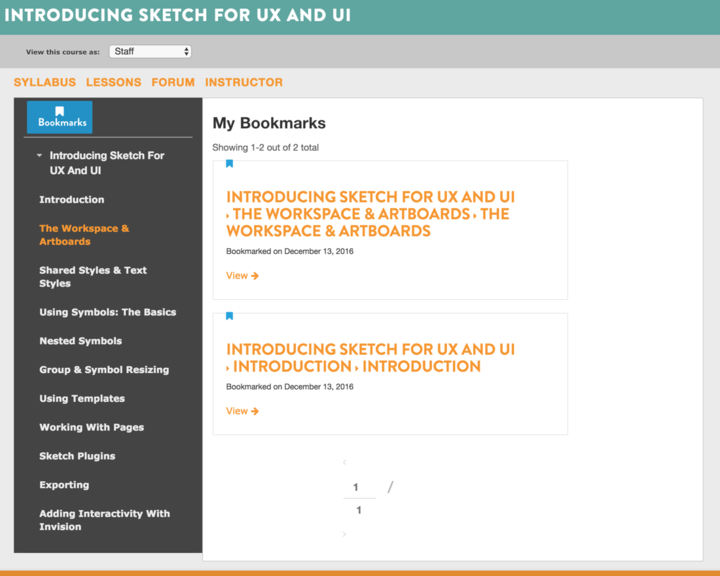 INTRODUCING SKETCH FOR UX AND UI
View this course as: Staff
SYLLABUS LESSONS FORUM INSTRUCTOR
Bookmarks
Introducing Sketch For
UX And UI
Introduction
The Workspace &
Artboards
Shared Styles & Text
Styles
Using Symbols: The Basics
Nested Symbols
Group & Symbol Resizing
Using Templates
Working With Pages
Sketch Plugins
Exporting
Adding Interactivity With
Invision
My Bookmarks
Showing 1-2 out of 2 total
INTRODUCING SKETCH FOR UX AND UI
THE WORKSPACE & ARTBOARDS THE
WORKSPACE & ARTBOARDS
Bookmarked on December 13, 2016
View
INTRODUCING SKETCH FOR UX AND UI
INTRODUCTION INTRODUCTION
Bookmarked on December 13, 2016
View
1 /
1